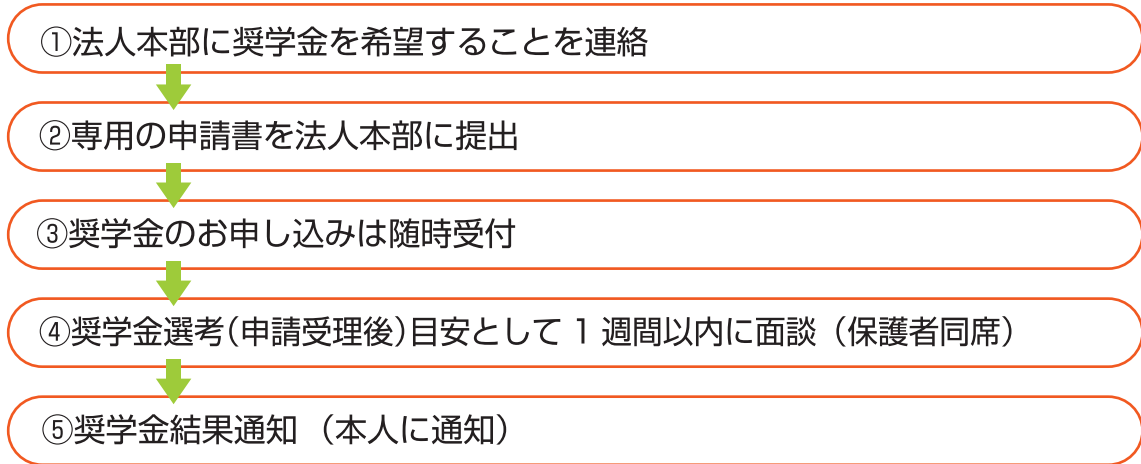 ①法人本部に奨学金を希望することを連絡
②専用の申請書を法人本部に提出
③奨学金のお申し込みは随時受付
④奨学金選考(申請受理後)目安として 1 週間以内に面談（保護者同席）
⑤奨学金結果通知（本人に通知）